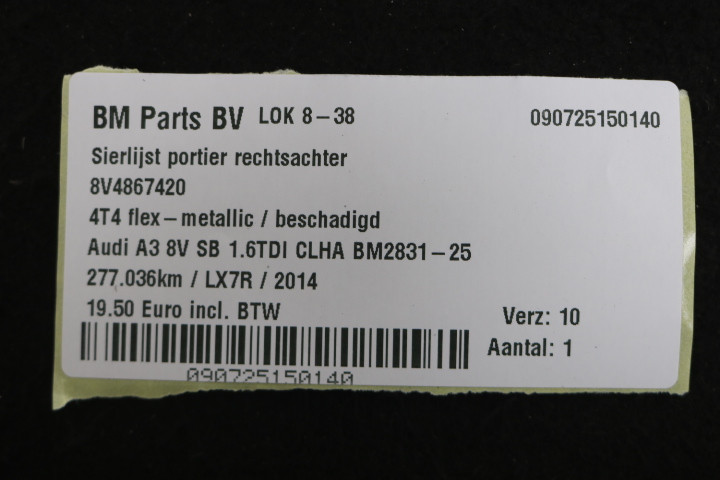 BM Parts BV LOK 8-38 090725150140
Sierlijst portier rechtsachter
8V4867420
4T4 flex-metallic / beschadigd
Audi A3 8V SB 1.6TDI CLHA BM2831-25
277.036km / LX7R / 2014
19.50 Euro incl. BTW Verz: 10
Aantal: 1
090725150140